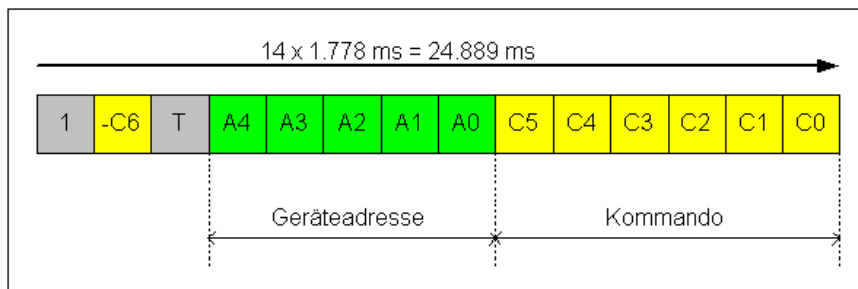 14 x 1.778 ms = 24.889 ms
1 -C6 T A4 A3 A2 A1 A0 C5 C4 C3 C2 C1 C0
Geräteadresse Kommando